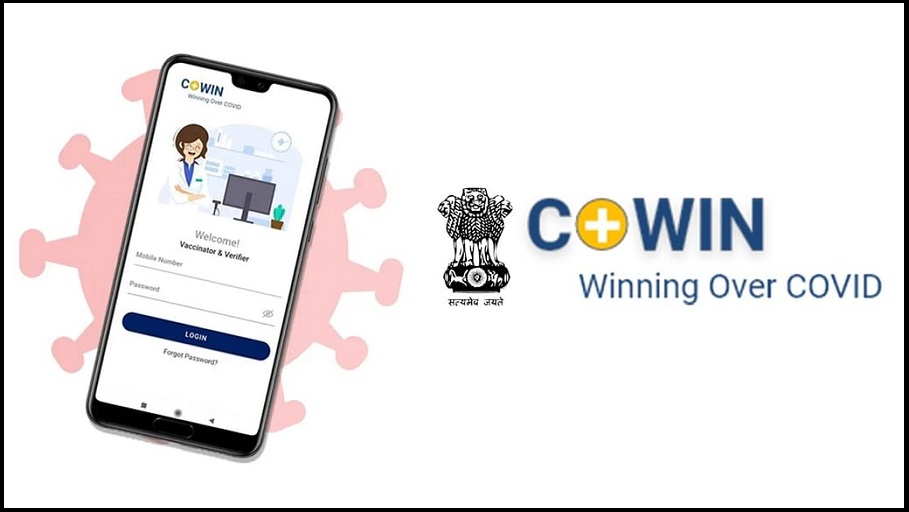 COWIN
Winning Over COVID
Welcome!
Vaccinator & Verifier
Mobile Number
Password
LOGIN
Forgot Password?
सत्यमेव जयते
COWIN
Winning Over COVID